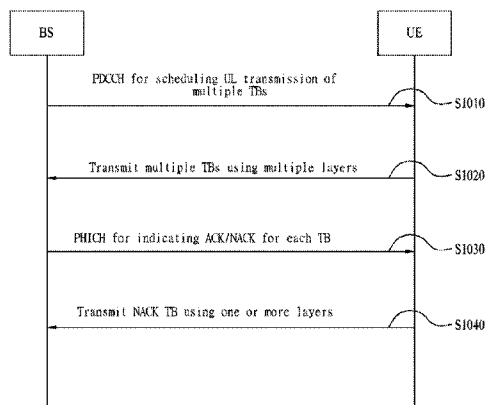 BS
UE
PDCCH for scheduling UL transmission of
multiple TBs
S1010
Transmit multiple TBs using multiple layers
S1020
PHICH for indicating ACK/NACK for each TB
S1030
Transmit NACK TB using one or more layers
S1040